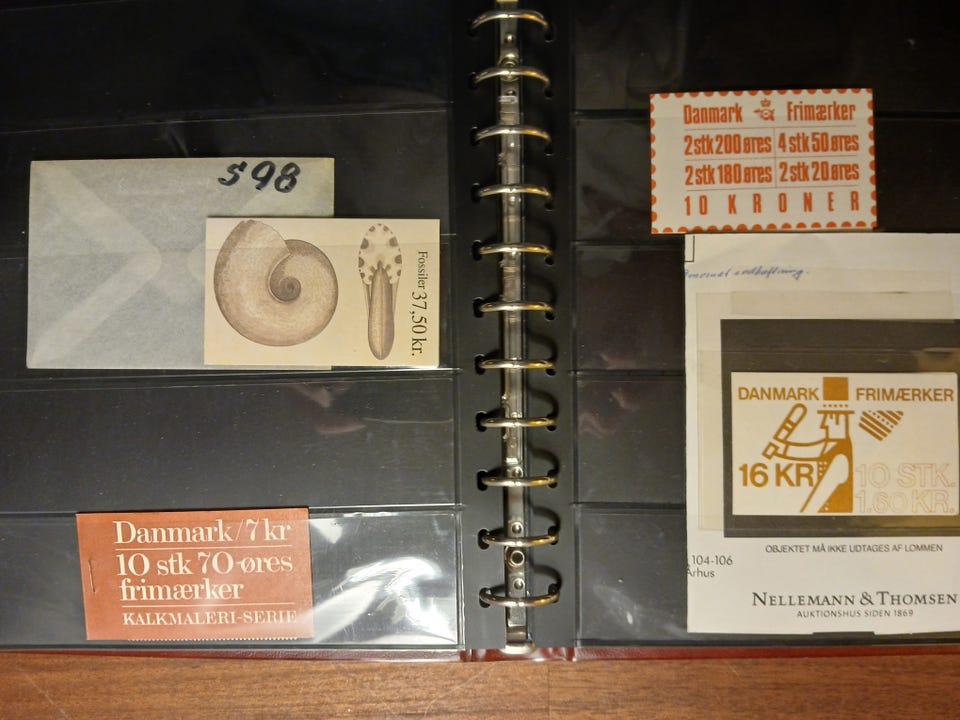 S98
Fossiler 37,50 kr.
Danmark/7 kr
10 stk 70-øres
frimærker
KALKMALERI-SERIE
Danmark Frimærker
2 stk 200 øres 4 stk 50 øres
2 stk 180 øres 2 stk 20 øres
10 KRONER
DANMARK FRIMÆRKER
16 KR
10 STK.
1.60 KR.
OBJEKTET MÅ IKKE UDTAGES AF LOMMEN
104-106
Århus
NELLEMANN & THOMSEN
AUKTIONSHUS SIDEN 1869